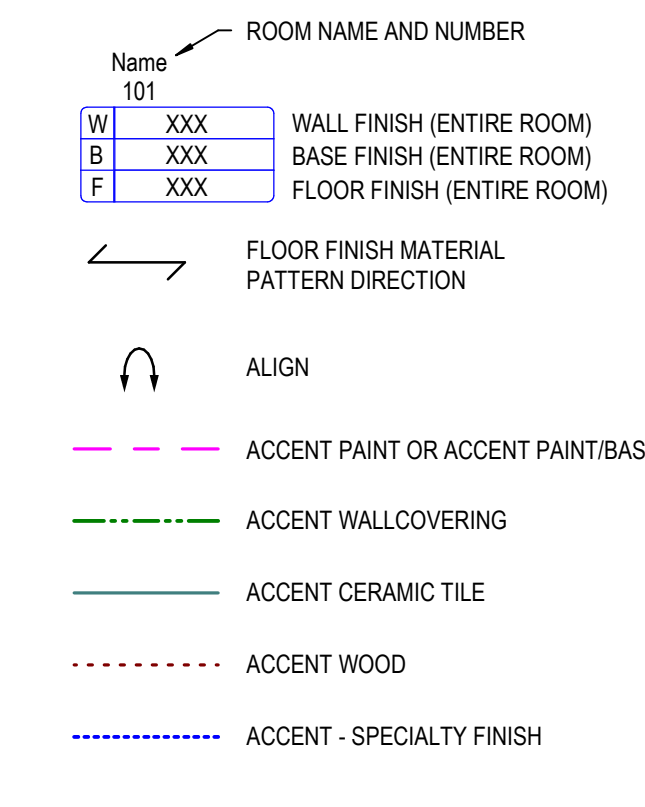 ROOM NAME AND NUMBER
Name
101
W XXX WALL FINISH (ENTIRE ROOM)
B XXX BASE FINISH (ENTIRE ROOM)
F XXX FLOOR FINISH (ENTIRE ROOM)
FLOOR FINISH MATERIAL
PATTERN DIRECTION
ALIGN
ACCENT PAINT OR ACCENT PAINT/BAS
ACCENT WALLCOVERING
ACCENT CERAMIC TILE
ACCENT WOOD
ACCENT - SPECIALTY FINISH